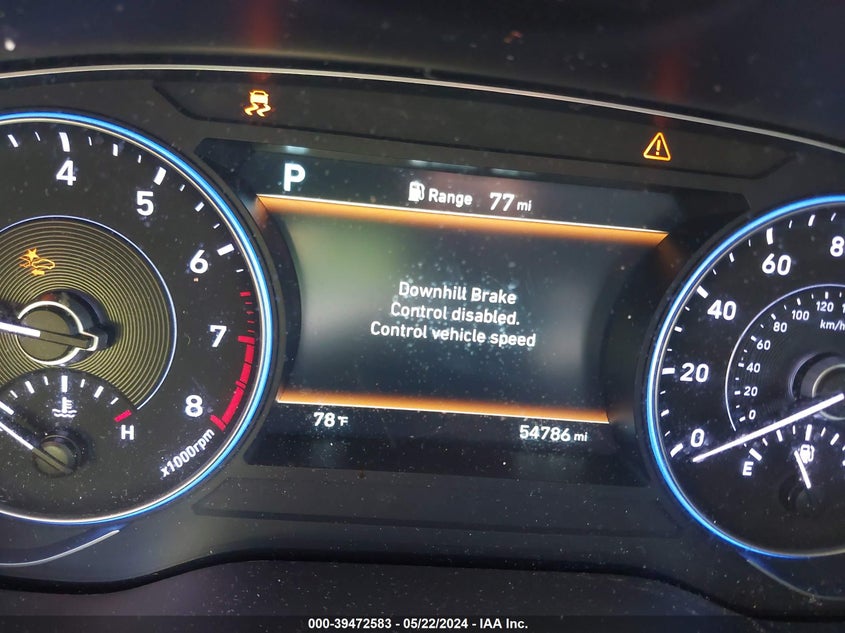 P
Range 77 mi
Downhill Brake
Control disabled.
Control vehicle speed
78 °F
54786 mi
4
5
6
7
8
x1000rpm
H
0
20
40
60
8
0
20
40
60
80
100
120
km/h
E
000-39472583 - 05/22/2024 - IAA Inc.